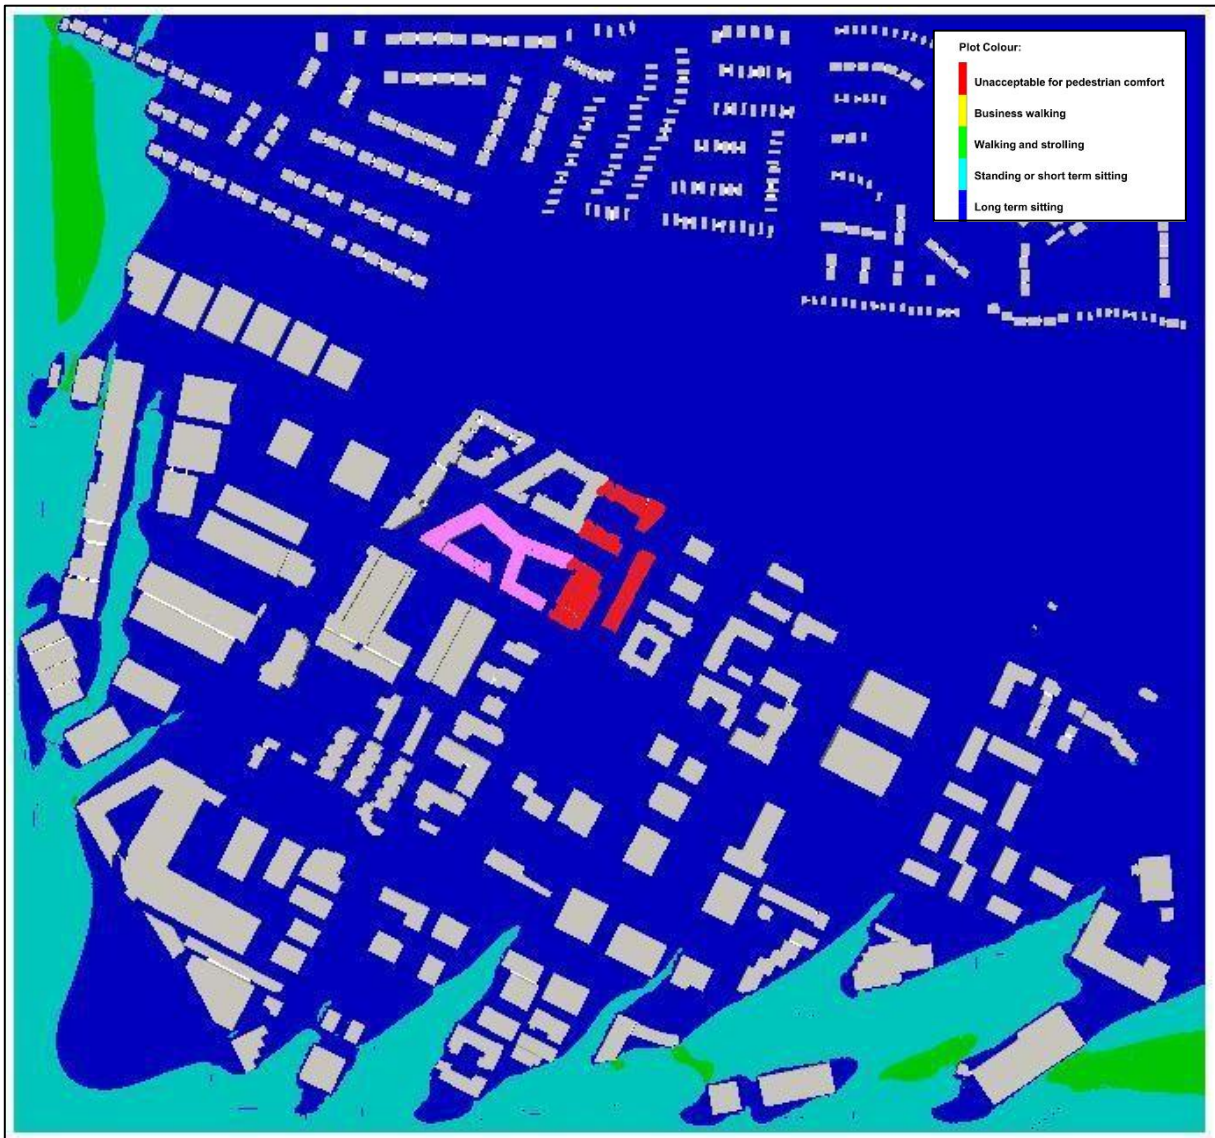 Plot Colour:
Unacceptable for pedestrian comfort
Business walking
Walking and strolling
Standing or short term sitting
Long term sitting